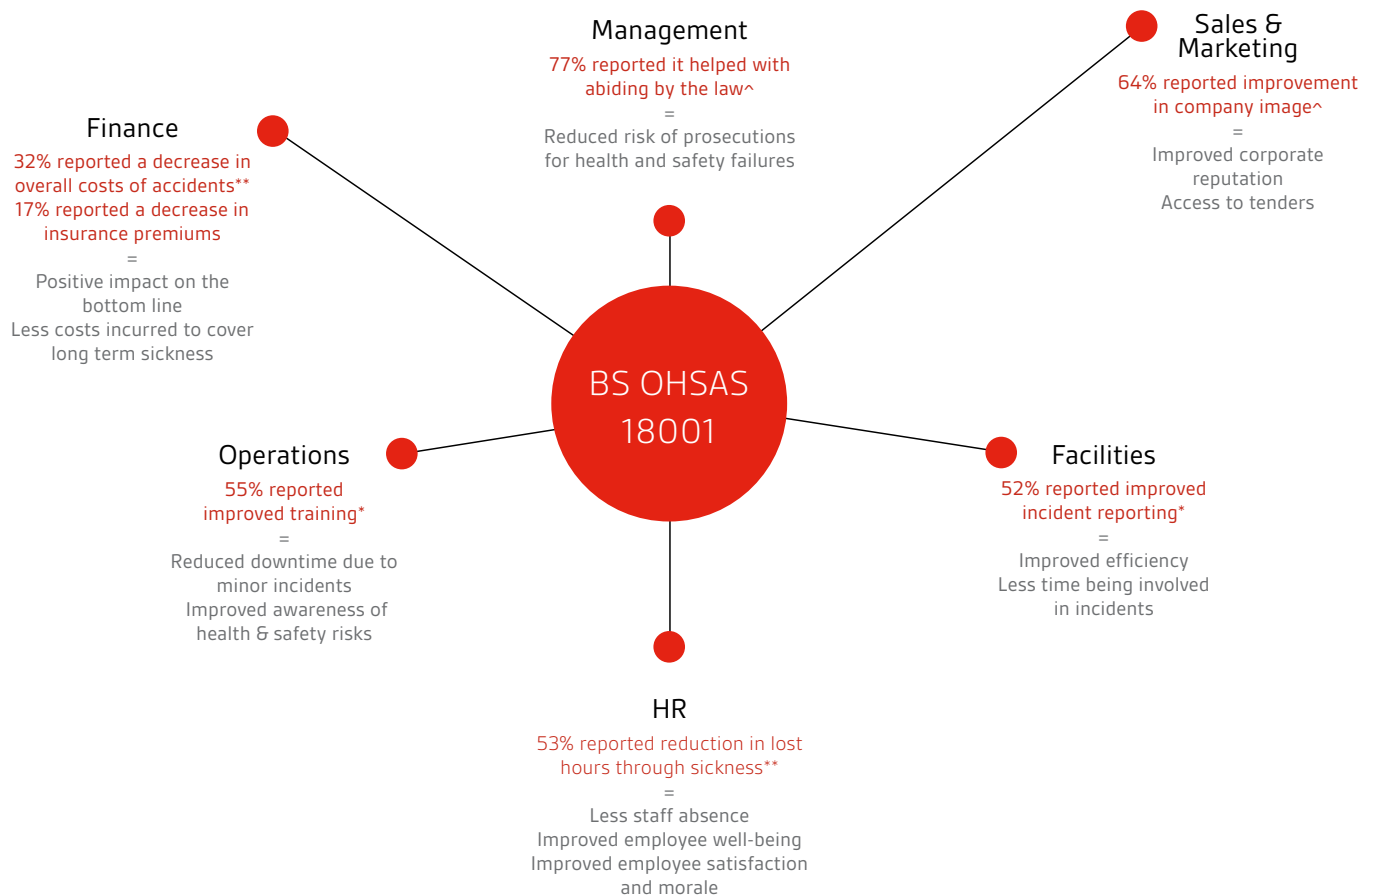 Management
77% reported it helped with
abiding by the law^
=
Reduced risk of prosecutions
for health and safety failures
Sales &
Marketing
64% reported improvement
in company image^
=
Improved corporate
reputation
Access to tenders
Finance
32% reported a decrease in
overall costs of accidents**
17% reported a decrease in
insurance premiums
=
Positive impact on the
bottom line
Less costs incurred to cover
long term sickness
BS OHSAS
18001
Operations
55% reported
improved training*
=
Reduced downtime due to
minor incidents
Improved awareness of
health & safety risks
Facilities
52% reported improved
incident reporting*
=
Improved efficiency
Less time being involved
in incidents
HR
53% reported reduction in lost
hours through sickness**
=
Less staff absence
Improved employee well-being
Improved employee satisfaction
and morale